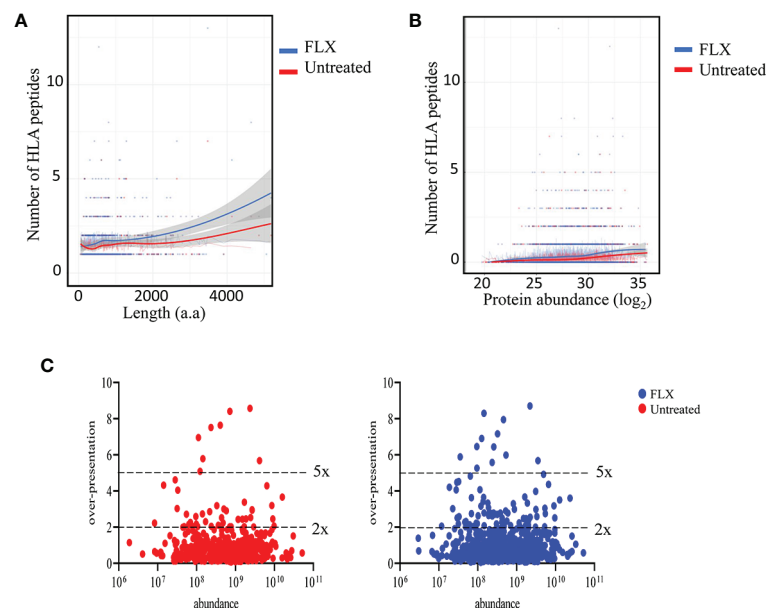 A
Number of HLA peptides
10
5
0
0 2000 4000
Length (a.a)
FLX
Untreated
B
Number of HLA peptides
10
5
0
20 25 30 35
Protein abundance (log2)
FLX
Untreated
C
over-presentation
10
8
6
4
2
0
5x
2x
10^6 10^7 10^8 10^9 10^10 10^11
abundance
over-presentation
10
8
6
4
2
0
5x
2x
10^6 10^7 10^8 10^9 10^10 10^11
abundance
FLX
Untreated